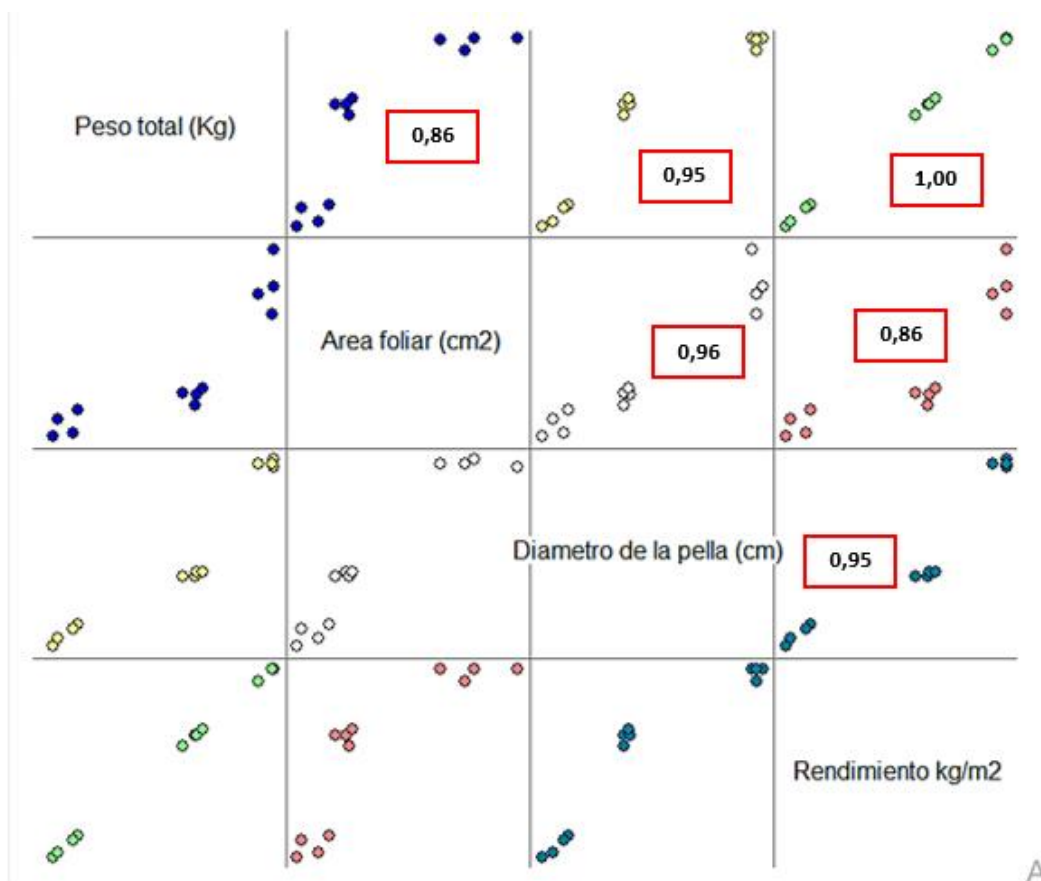 Peso total (Kg)
0,86
0,95
1,00
Area foliar (cm2)
0,96
0,86
Diametro de la pella (cm)
0,95
Rendimiento kg/m2
A